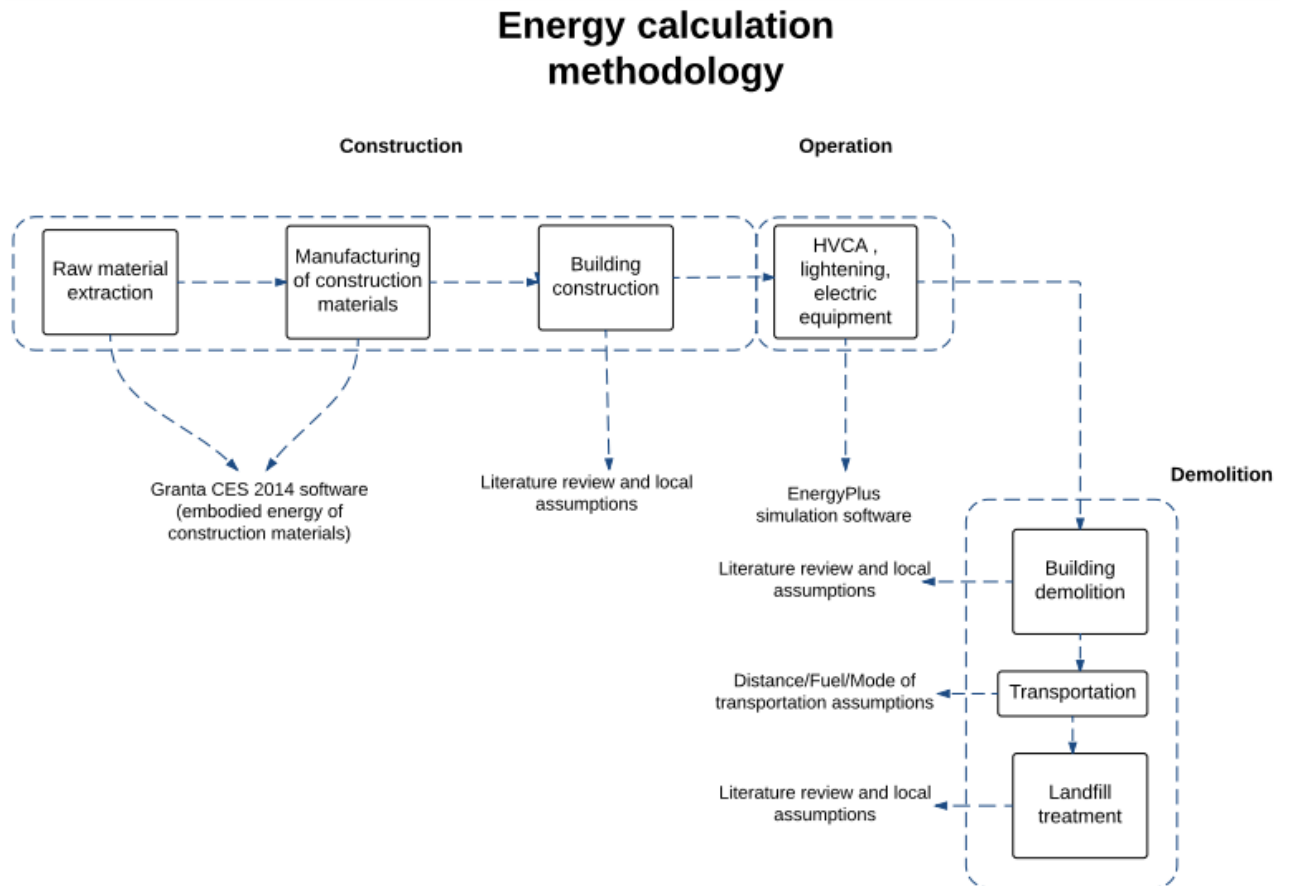 Energy calculation
methodology
Construction
Operation
Raw material
extraction
Manufacturing
of construction
materials
Building
construction
HVCA ,
lightening,
electric
equipment
Granta CES 2014 software
(embodied energy of
construction materials)
Literature review and local
assumptions
EnergyPlus
simulation software
Demolition
Literature review and local
assumptions
Building
demolition
Distance/Fuel/Mode of
transportation assumptions
Transportation
Literature review and local
assumptions
Landfill
treatment